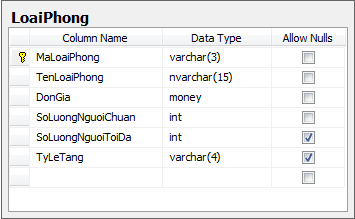 LoaiPhong
Column Name Data Type Allow Nulls
MaLoaiPhong varchar(3)
TenLoaiPhong nvarchar(15)
DonGia money
SoLuongNguoiChuan int
SoLuongNguoiToiDa int
TyLeTang varchar(4)